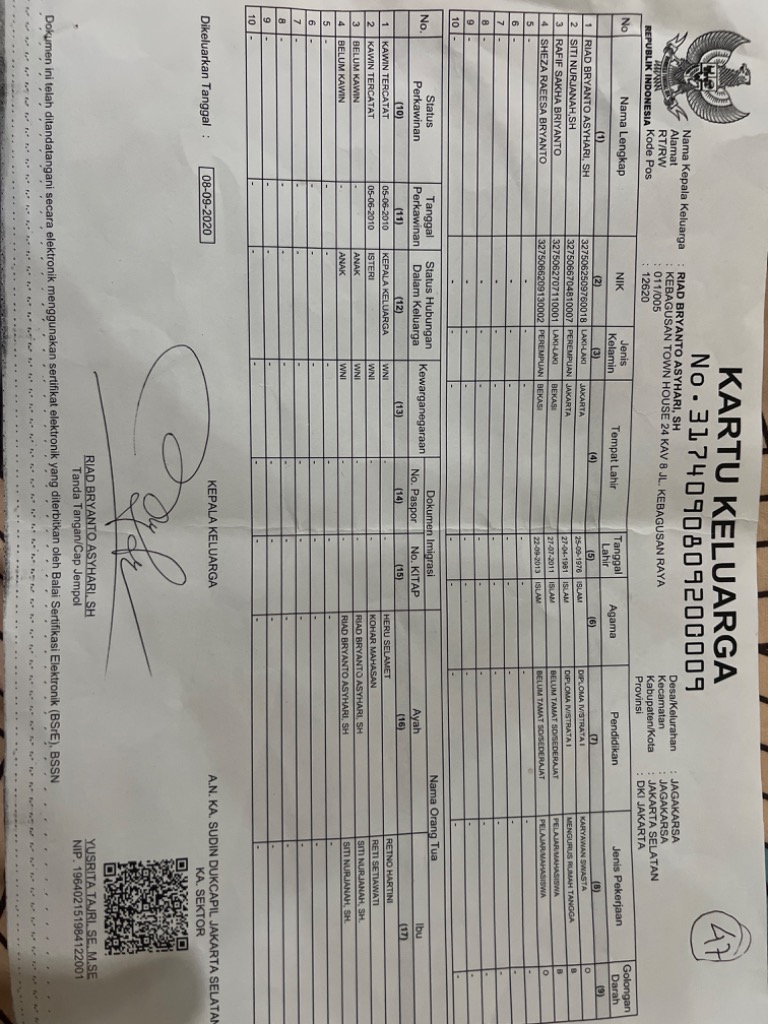 KARTU KELUARGA
No. 3174090809200009
REPUBLIK INDONESIA
Nama Kepala Keluarga : RIAD BRYANTO ASYHARI, SH
Alamat : KEBAGUSAN TOWN HOUSE 24 KAV 8 JL. KEBAGUSAN RAYA
RT/RW : 011/005
Kode Pos : 12620
Desa/Kelurahan : JAGAKARSA
Kecamatan : JAGAKARSA
Kabupaten/Kota : JAKARTA SELATAN
Provinsi : DKI JAKARTA
47
No Nama Lengkap NIK Jenis Kelamin Tempat Lahir Tanggal Lahir Agama Pendidikan Jenis Pekerjaan Golongan Darah
(1) (2) (3) (4) (5) (6) (7) (8) (9)
1 RIAD BRYANTO ASYHARI, SH 3275062509760018 LAKI-LAKI JAKARTA 25-09-1976 ISLAM DIPLOMA IV/STRATA I KARYAWAN SWASTA O
2 SITI NURJANAH,SH 3275066704810007 PEREMPUAN JAKARTA 27-04-1981 ISLAM DIPLOMA IV/STRATA I MENGURUS RUMAH TANGGA B
3 RAFIF SAKHA BRIYANTO 3275062707110001 LAKI-LAKI BEKASI 27-07-2011 ISLAM BELUM TAMAT SD/SEDERAJAT PELAJAR/MAHASISWA B
4 SHEZA RAEESA BRYANTO 3275066209130002 PEREMPUAN BEKASI 22-09-2013 ISLAM BELUM TAMAT SD/SEDERAJAT PELAJAR/MAHASISWA O
5 - - - - - - - - -
6 - - - - - - - - -
7 - - - - - - - - -
8 - - - - - - - - -
9 - - - - - - - - -
10 - - - - - - - - -
No. Status Perkawinan Tanggal Perkawinan Status Hubungan Dalam Keluarga Kewarganegaraan Dokumen Imigrasi Nama Orang Tua
No. Paspor No. KITAP Ayah Ibu
(10) (11) (12) (13) (14) (15) (16) (17)
1 KAWIN TERCATAT 05-06-2010 KEPALA KELUARGA WNI - - HERU SELAMET RETNO HARTINI
2 KAWIN TERCATAT 05-06-2010 ISTERI WNI - - KOHAR MAHASAN RETI SETIAWATI
3 BELUM KAWIN - ANAK WNI - - RIAD BRYANTO ASYHARI, SH SITI NURJANAH, SH.
4 BELUM KAWIN - ANAK WNI - - RIAD BRYANTO ASYHARI, SH SITI NURJANAH, SH.
5 - - - - - - - -
6 - - - - - - - -
7 - - - - - - - -
8 - - - - - - - -
9 - - - - - - - -
10 - - - - - - - -
Dikeluarkan Tanggal : 08-09-2020
KEPALA KELUARGA
RIAD BRYANTO ASYHARI, SH
Tanda Tangan/Cap Jempol
A.N. KA. SUDIN DUKCAPIL JAKARTA SELATAN
KA. SEKTOR
YUSRITA TAJRI, SE, M.SE
NIP. 196402151984122001
Dokumen ini telah ditandatangani secara elektronik menggunakan sertifikat elektronik yang diterbitkan oleh Balai Sertifikasi Elektronik (BSrE), BSSN